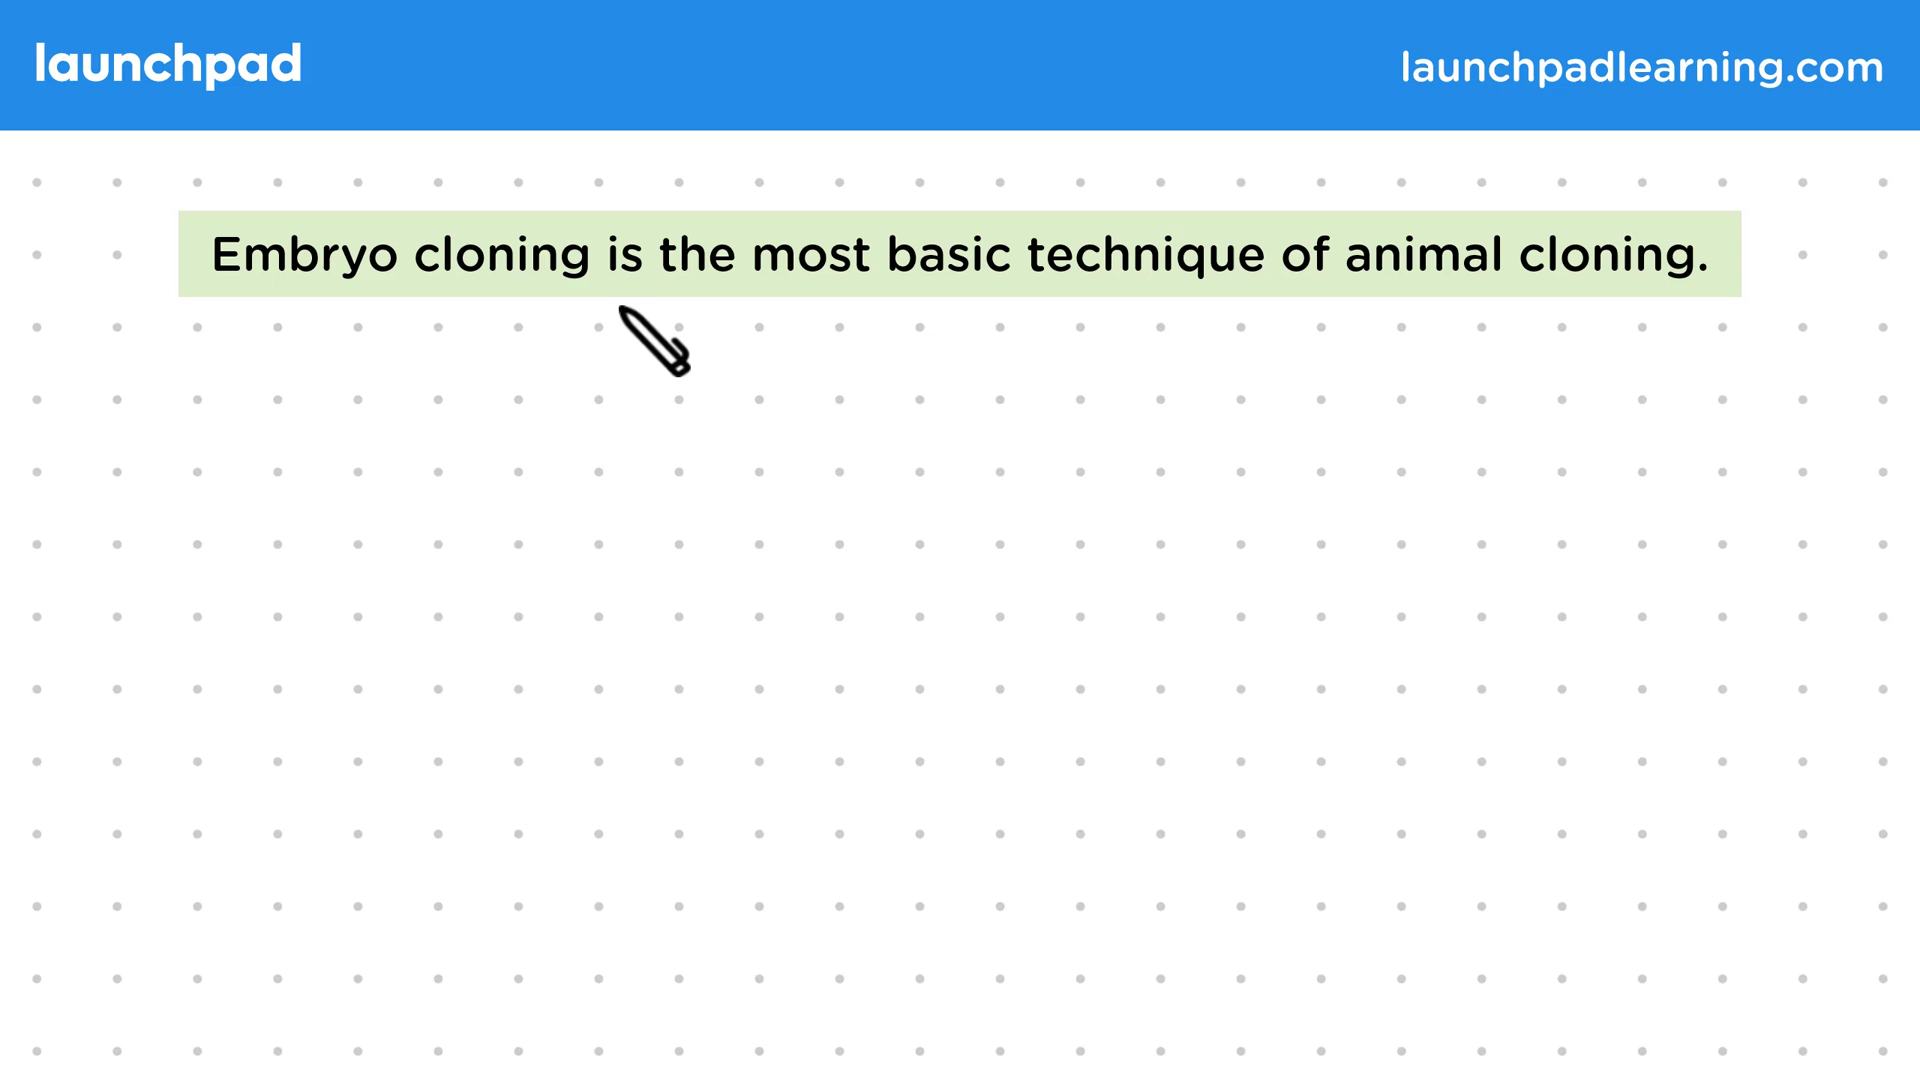 launchpad
launchpadlearning.com
Embryo cloning is the most basic technique of animal cloning.